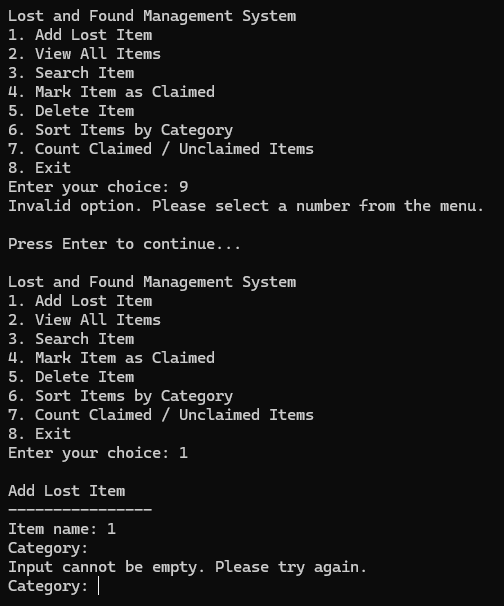 Lost and Found Management System
1. Add Lost Item
2. View All Items
3. Search Item
4. Mark Item as Claimed
5. Delete Item
6. Sort Items by Category
7. Count Claimed / Unclaimed Items
8. Exit
Enter your choice: 9
Invalid option. Please select a number from the menu.
Press Enter to continue...
Lost and Found Management System
1. Add Lost Item
2. View All Items
3. Search Item
4. Mark Item as Claimed
5. Delete Item
6. Sort Items by Category
7. Count Claimed / Unclaimed Items
8. Exit
Enter your choice: 1
Add Lost Item
----------------
Item name: 1
Category:
Input cannot be empty. Please try again.
Category: